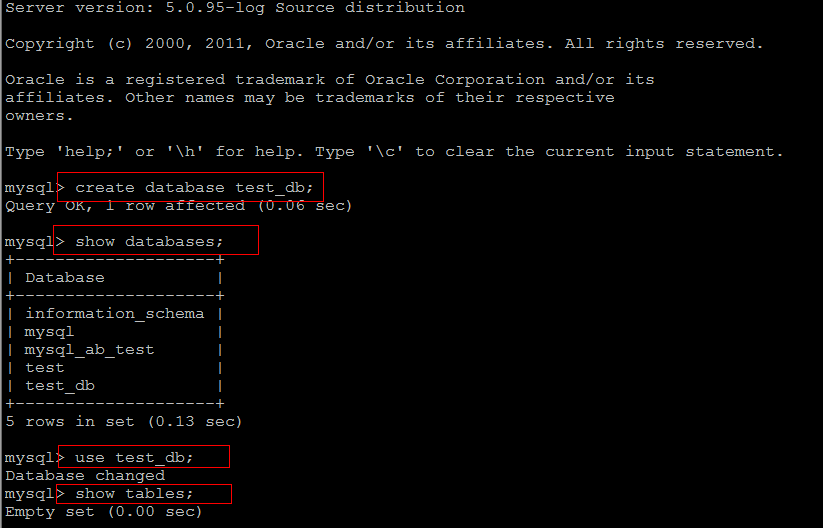 Server version: 5.0.95-log Source distribution
Copyright (c) 2000, 2011, Oracle and/or its affiliates. All rights reserved.
Oracle is a registered trademark of Oracle Corporation and/or its
affiliates. Other names may be trademarks of their respective
owners.
Type 'help;' or '\h' for help. Type '\c' to clear the current input statement.
mysql> create database test_db;
Query OK, 1 row affected (0.06 sec)
mysql> show databases;
+--------------------+
| Database           |
+--------------------+
| information_schema |
| mysql              |
| mysql_ab_test      |
| test               |
| test_db            |
+--------------------+
5 rows in set (0.13 sec)
mysql> use test_db;
Database changed
mysql> show tables;
Empty set (0.00 sec)